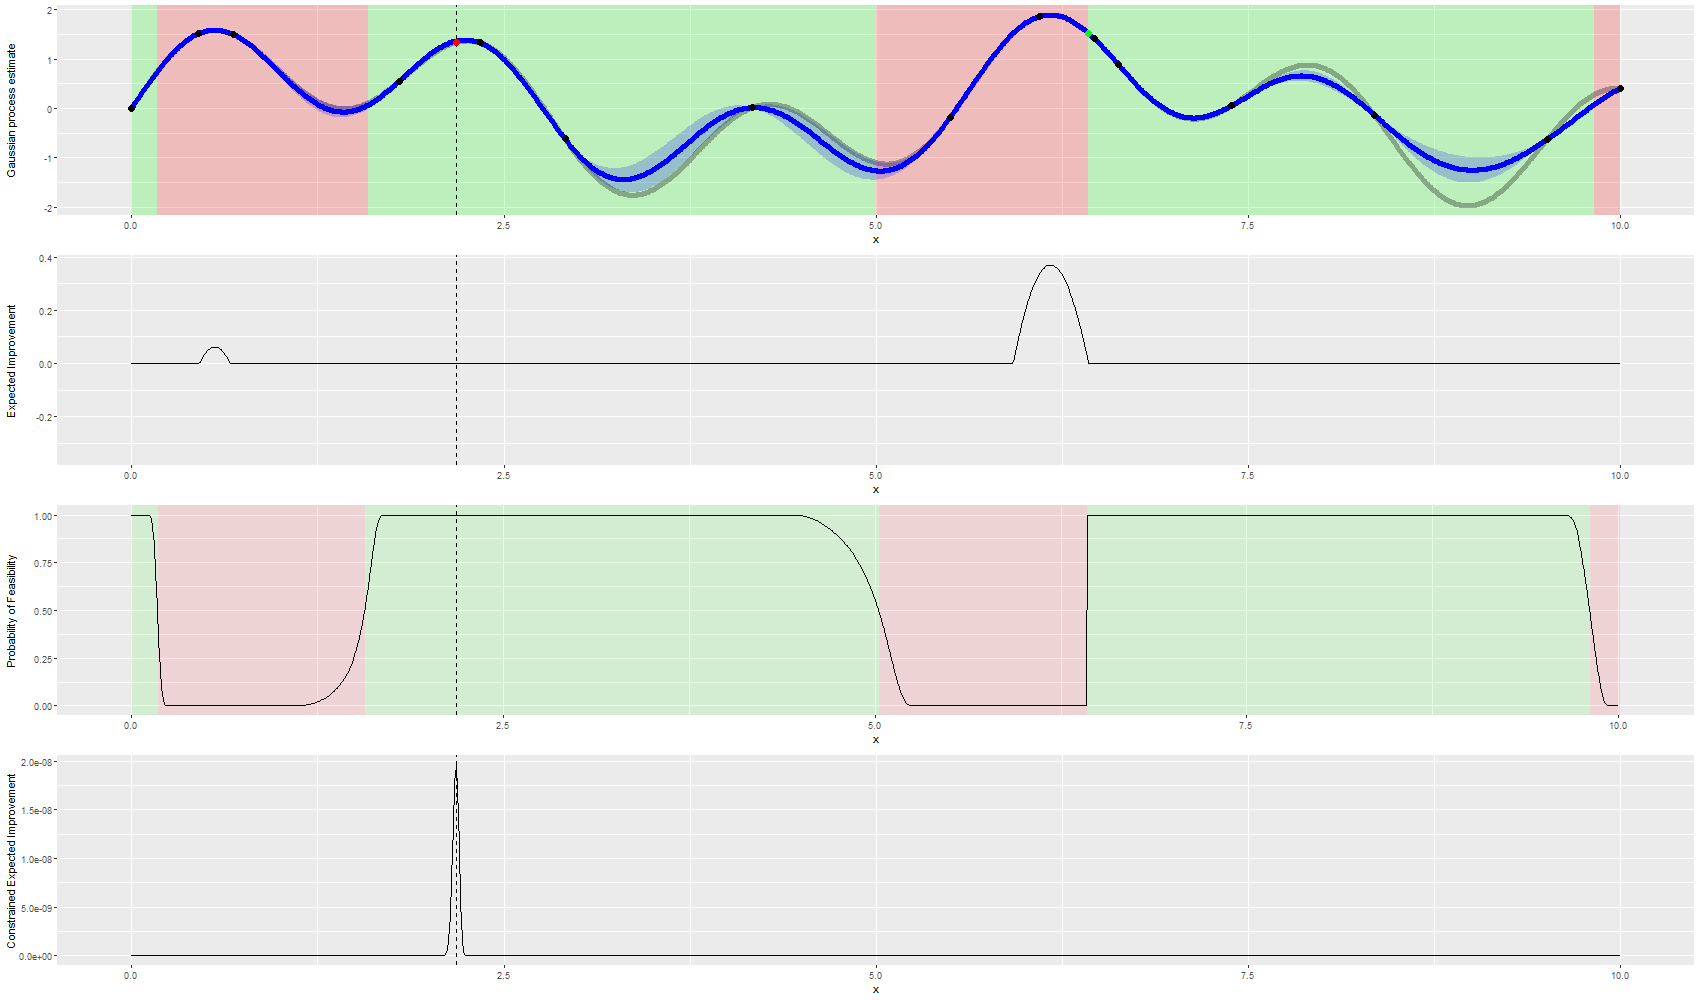 Gaussian process estimate
2
1
0
-1
-2
0.0 2.5 5.0 7.5 10.0
x
Expected Improvement
0.4
0.2
0.0
-0.2
0.0 2.5 5.0 7.5 10.0
x
Probability of Feasibility
1.00
0.75
0.50
0.25
0.00
0.0 2.5 5.0 7.5 10.0
x
Constrained Expected Improvement
2.0e-08
1.5e-08
1.0e-08
5.0e-09
0.0e+00
0.0 2.5 5.0 7.5 10.0
x